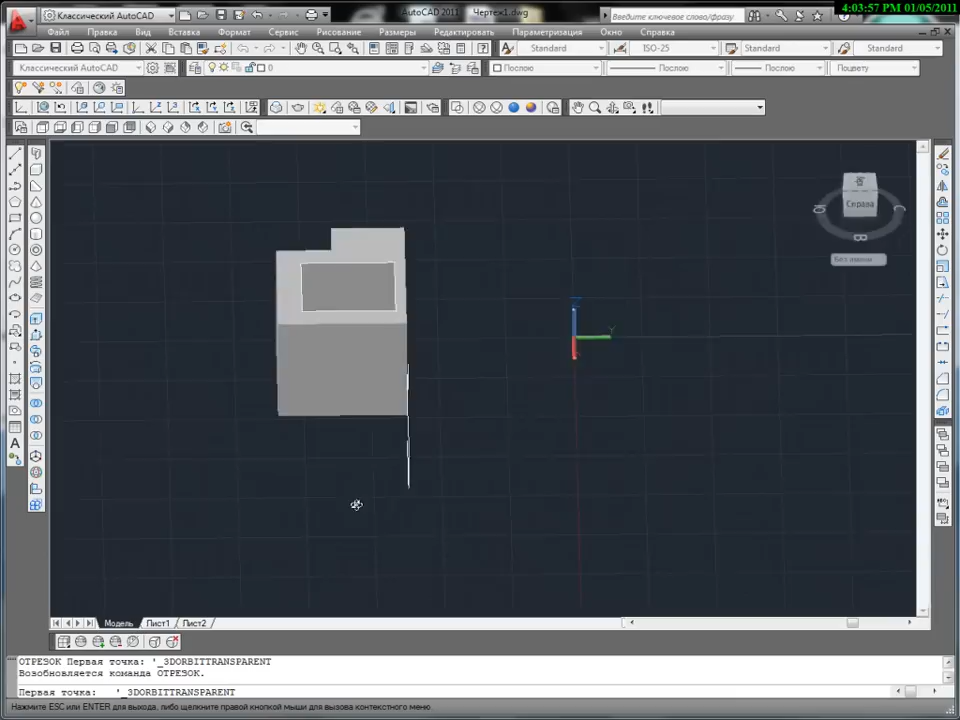 4:03:57 PM 01/05/2011
Классический AutoCAD
AutoCAD 2011 Чертеж1.dwg
Введите ключевое слово/фразу
Файл Правка Вид Вставка Формат Сервис Рисование Размеры Редактировать Параметризация Окно Справка
Standard ISO-25 Standard Standard
Классический AutoCAD 0 Послою Послою Послою Поцвету
Справа
Ю С
В
Z
Y
Модель Лист1 Лист2
ОТРЕЗОК Первая точка: '_3DORBITTRANSPARENT
Возобновляется команда ОТРЕЗОК.
Первая точка: '_3DORBITTRANSPARENT
Нажмите ESC или ENTER для выхода, либо щелкните правой кнопкой мыши для вызова контекстного меню.